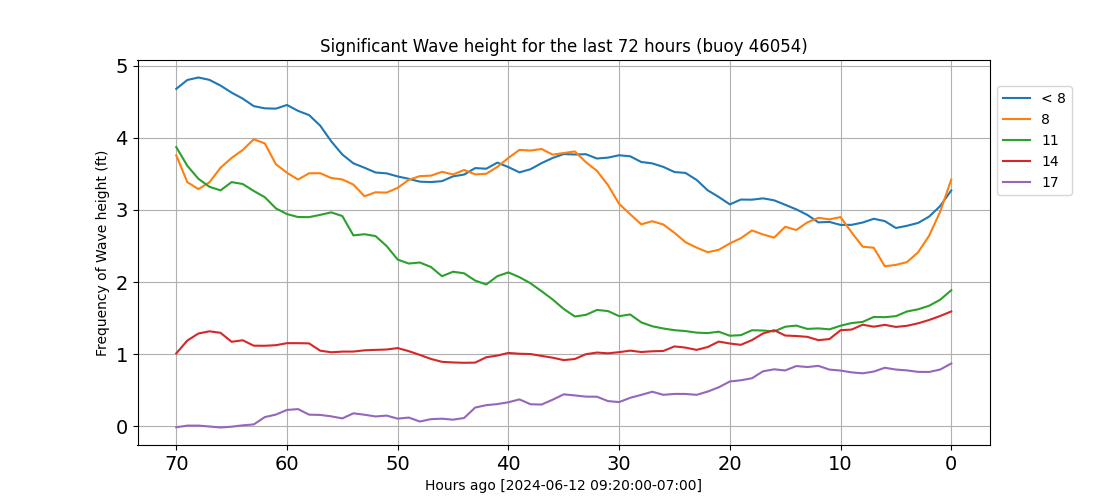 Significant Wave height for the last 72 hours (buoy 46054)
Frequency of Wave height (ft)
5
4
3
2
1
0
70 60 50 40 30 20 10 0
Hours ago [2024-06-12 09:20:00-07:00]
< 8
8
11
14
17